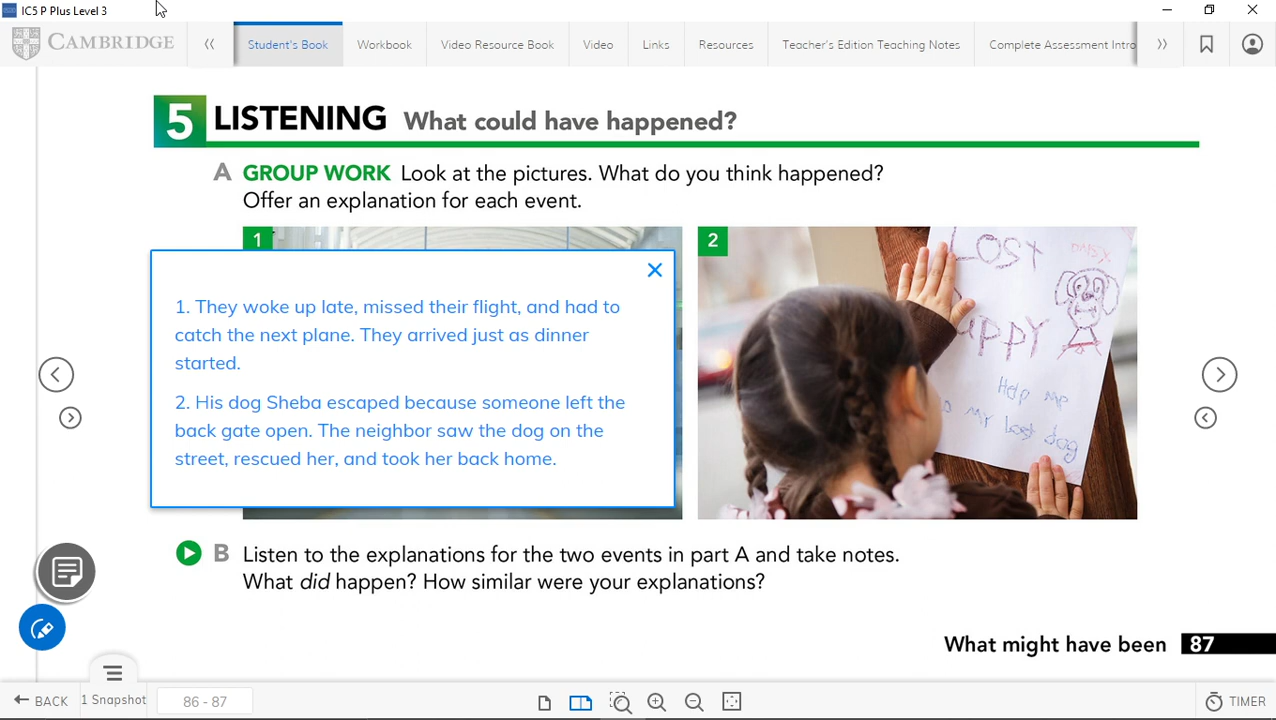 IC5 P Plus Level 3
CAMBRIDGE
Student's Book
Workbook
Video Resource Book
Video
Links
Resources
Teacher's Edition Teaching Notes
Complete Assessment Intro
5 LISTENING What could have happened?
A GROUP WORK Look at the pictures. What do you think happened?
Offer an explanation for each event.
1
1. They woke up late, missed their flight, and had to
catch the next plane. They arrived just as dinner
started.
2. His dog Sheba escaped because someone left the
back gate open. The neighbor saw the dog on the
street, rescued her, and took her back home.
2
LOST
DAISY
UPPY
Help me
my lost dog
B Listen to the explanations for the two events in part A and take notes.
What did happen? How similar were your explanations?
What might have been 87
BACK
1 Snapshot
86 - 87
TIMER